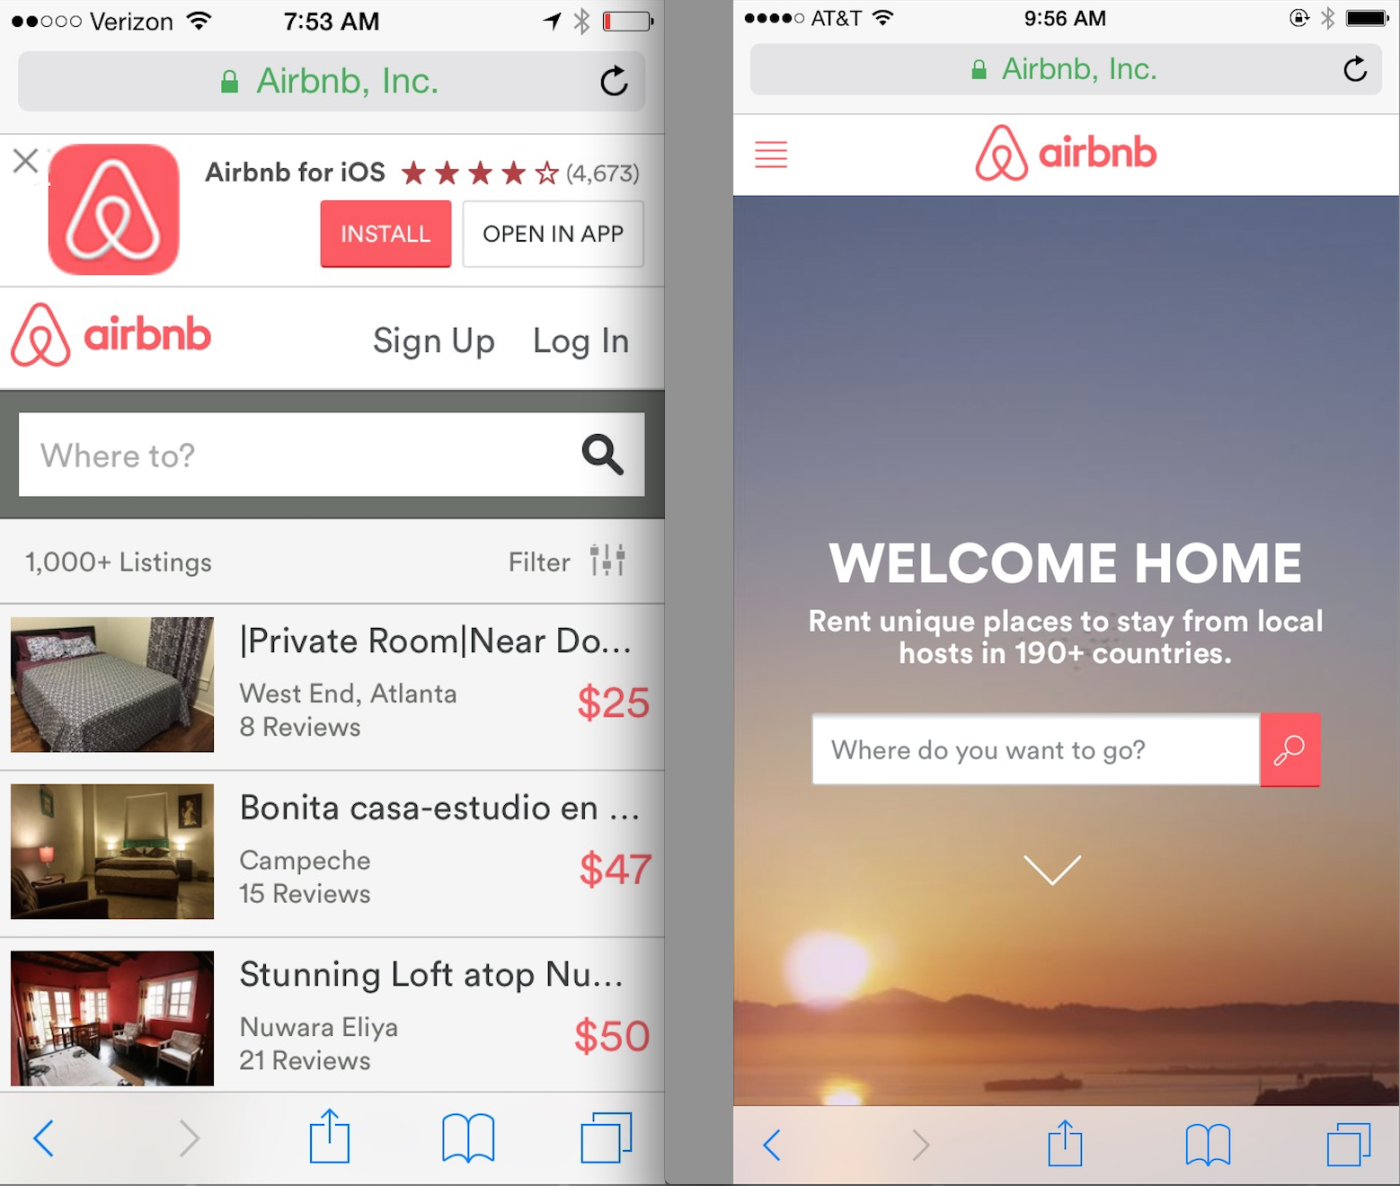 Verizon 7:53 AM
Airbnb, Inc.
Airbnb for iOS (4,673)
INSTALL OPEN IN APP
airbnb Sign Up Log In
Where to?
1,000+ Listings Filter
|Private Room|Near Do...
West End, Atlanta
$25
8 Reviews
Bonita casa-estudio en ...
Campeche
$47
15 Reviews
Stunning Loft atop Nu...
Nuwara Eliya
$50
21 Reviews
AT&T 9:56 AM
Airbnb, Inc.
airbnb
WELCOME HOME
Rent unique places to stay from local
hosts in 190+ countries.
Where do you want to go?